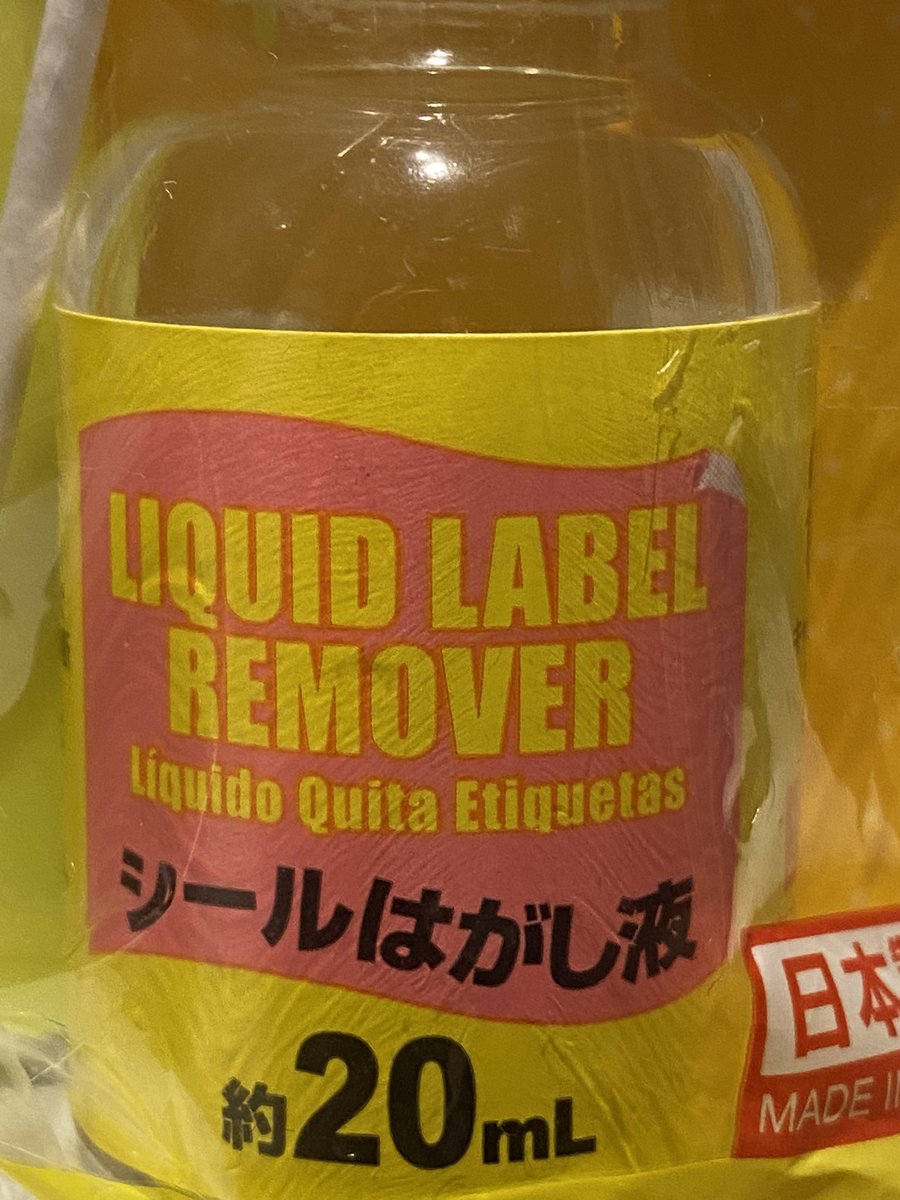 LIQUID LABEL
REMOVER
Líquido Quita Etiquetas
シールはがし液
約20mL
日本
MADE